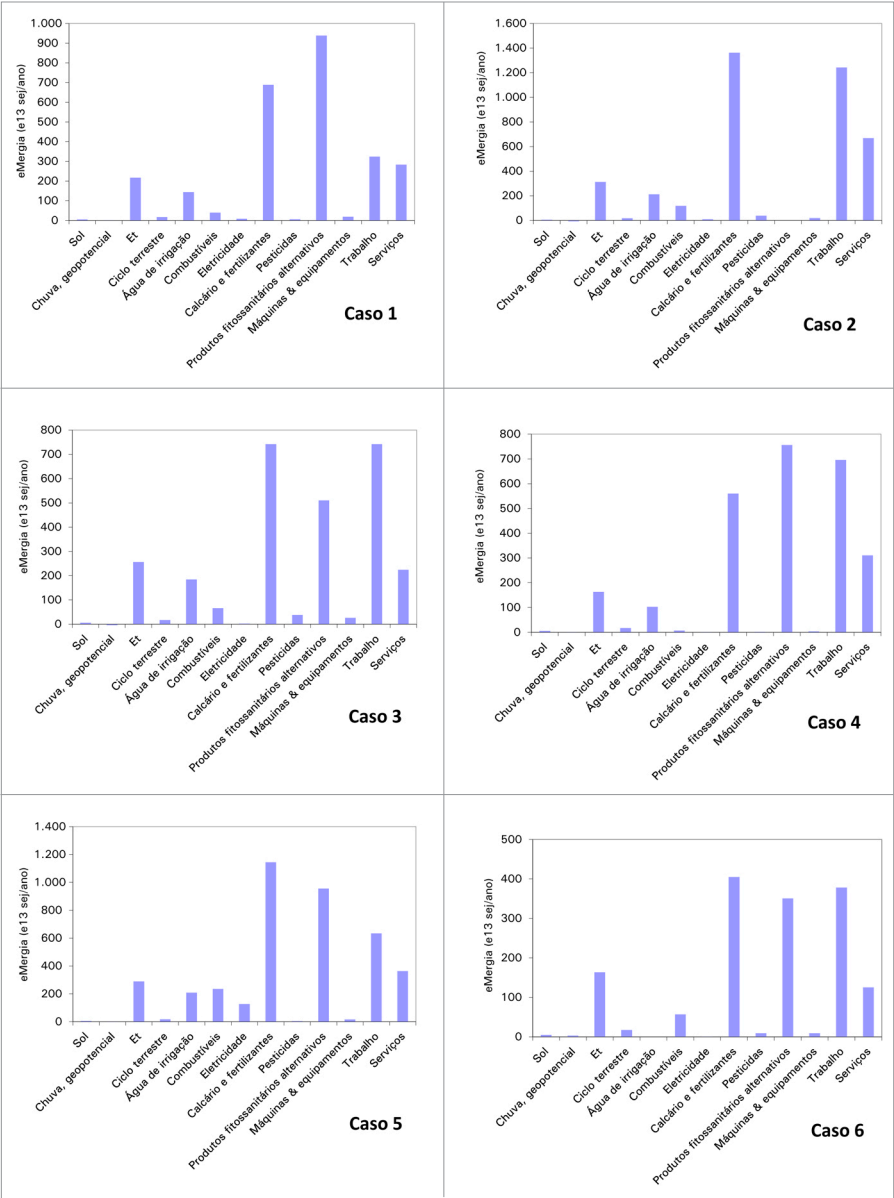 eMergia (e13 sej/ano)
1.000
900
800
700
600
500
400
300
200
100
0
Sol
Chuva, geopotencial
Et
Ciclo terrestre
Água de irrigação
Combustíveis
Eletricidade
Calcário e fertilizantes
Pesticidas
Produtos fitossanitários alternativos
Máquinas & equipamentos
Trabalho
Serviços
Caso 1
eMergia (e13 sej/ano)
1.600
1.400
1.200
1.000
800
600
400
200
0
Sol
Chuva, geopotencial
Et
Ciclo terrestre
Água de irrigação
Combustíveis
Eletricidade
Calcário e fertilizantes
Pesticidas
Produtos fitossanitários alternativos
Máquinas & equipamentos
Trabalho
Serviços
Caso 2
eMergia (e13 sej/ano)
800
700
600
500
400
300
200
100
0
Sol
Chuva, geopotencial
Et
Ciclo terrestre
Água de irrigação
Combustíveis
Eletricidade
Calcário e fertilizantes
Pesticidas
Produtos fitossanitários alternativos
Máquinas & equipamentos
Trabalho
Serviços
Caso 3
eMergia (e13 sej/ano)
800
700
600
500
400
300
200
100
0
Sol
Chuva, geopotencial
Et
Ciclo terrestre
Água de irrigação
Combustíveis
Eletricidade
Calcário e fertilizantes
Pesticidas
Produtos fitossanitários alternativos
Máquinas & equipamentos
Trabalho
Serviços
Caso 4
eMergia (e13 sej/ano)
1.400
1.200
1.000
800
600
400
200
0
Sol
Chuva, geopotencial
Et
Ciclo terrestre
Água de irrigação
Combustíveis
Eletricidade
Calcário e fertilizantes
Pesticidas
Produtos fitossanitários alternativos
Máquinas & equipamentos
Trabalho
Serviços
Caso 5
eMergia (e13 sej/ano)
500
400
300
200
100
0
Sol
Chuva, geopotencial
Et
Ciclo terrestre
Água de irrigação
Combustíveis
Eletricidade
Calcário e fertilizantes
Pesticidas
Produtos fitossanitários alternativos
Máquinas & equipamentos
Trabalho
Serviços
Caso 6